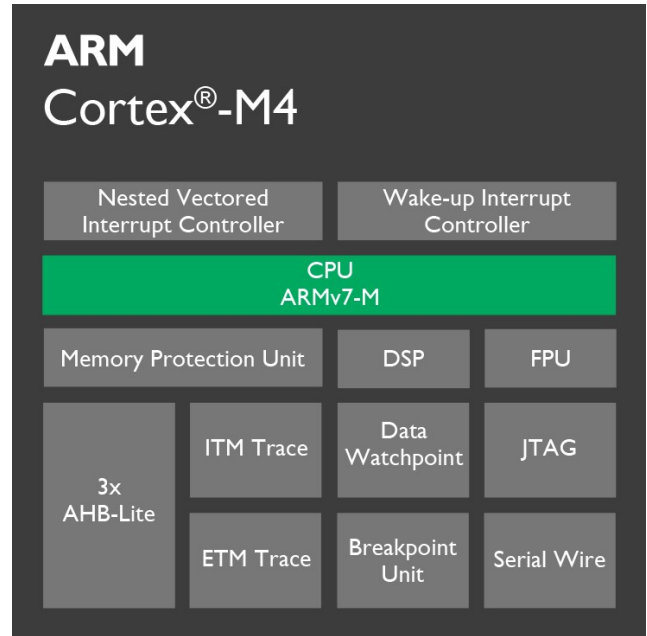 ARM
Cortex®-M4
Nested Vectored
Interrupt Controller
Wake-up Interrupt
Controller
CPU
ARMv7-M
Memory Protection Unit
DSP
FPU
3x
AHB-Lite
ITM Trace
Data
Watchpoint
JTAG
ETM Trace
Breakpoint
Unit
Serial Wire